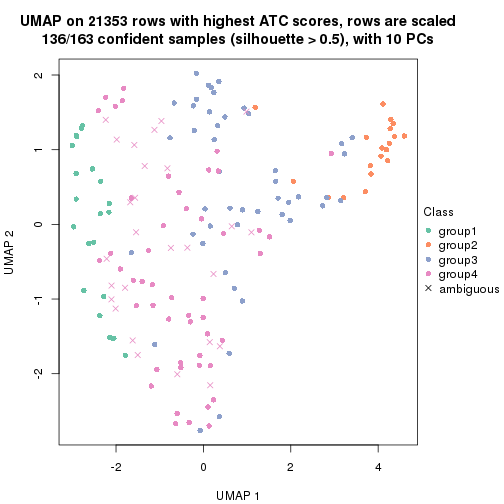 UMAP on 21353 rows with highest ATC scores, rows are scaled
136/163 confident samples (silhouette > 0.5), with 10 PCs
2
1
0
-1
-2
UMAP 2
-2
0
2
4
UMAP 1
Class
group1
group2
group3
group4
ambiguous